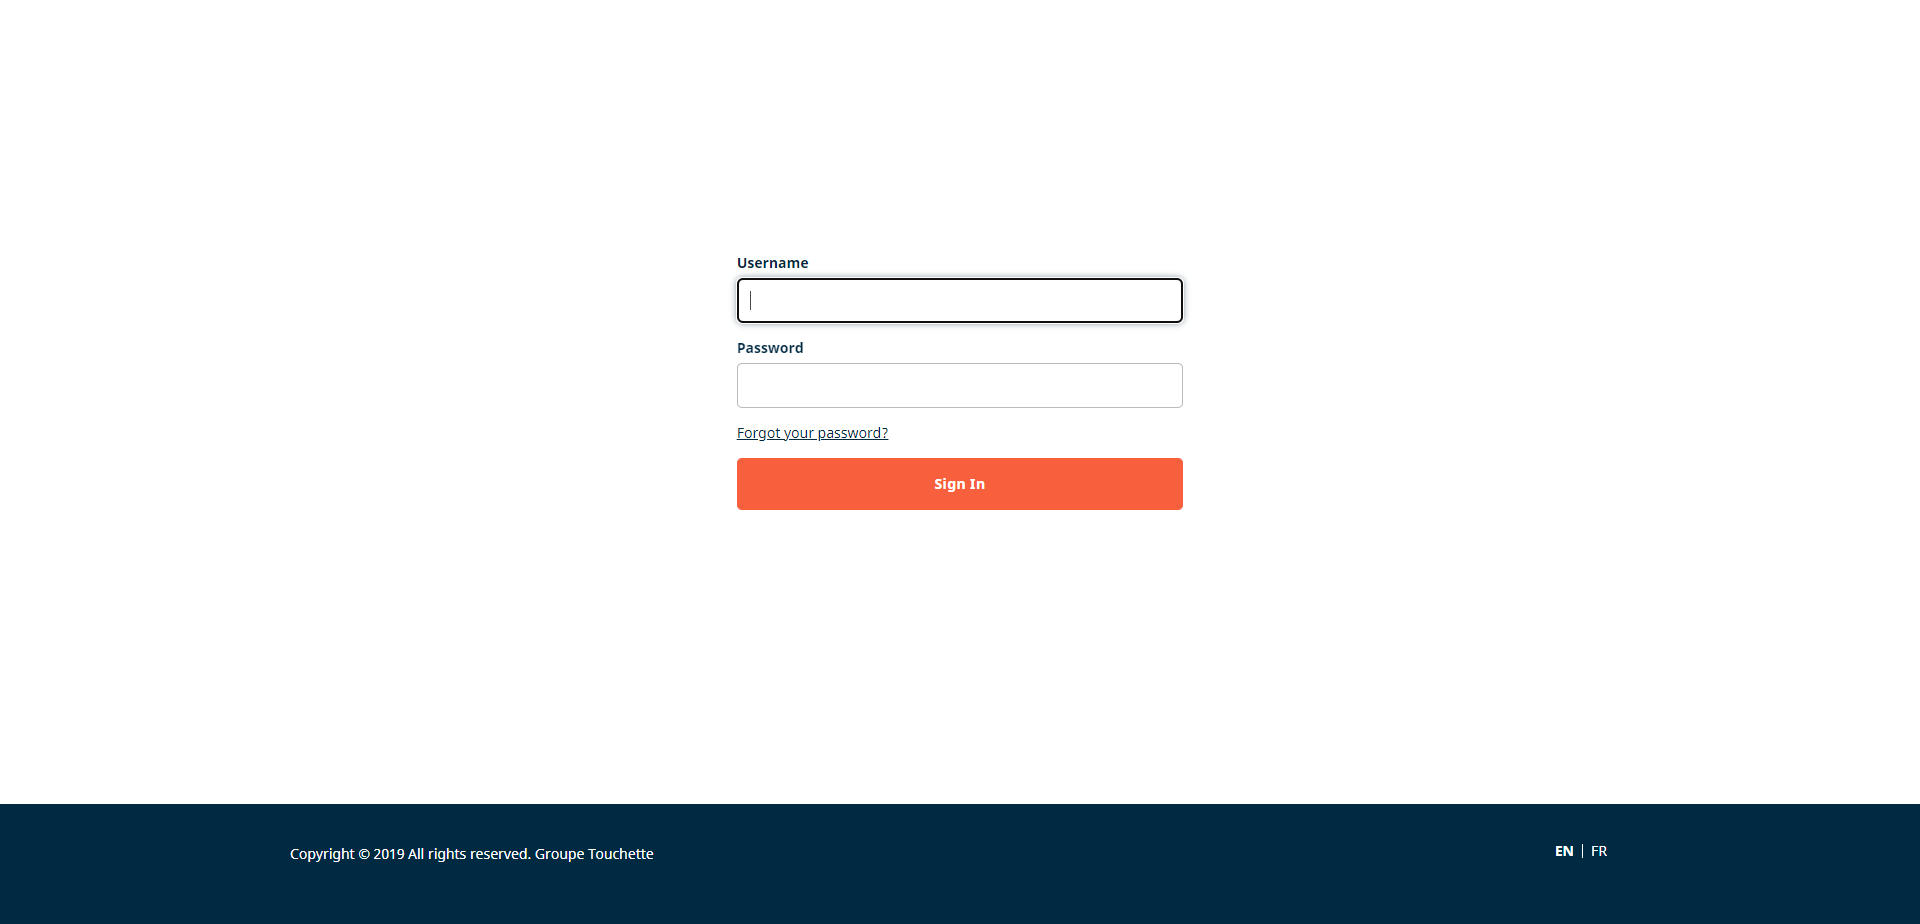 Username
Password
Forgot your password?
Sign In
Copyright © 2019 All rights reserved. Groupe Touchette
EN | FR